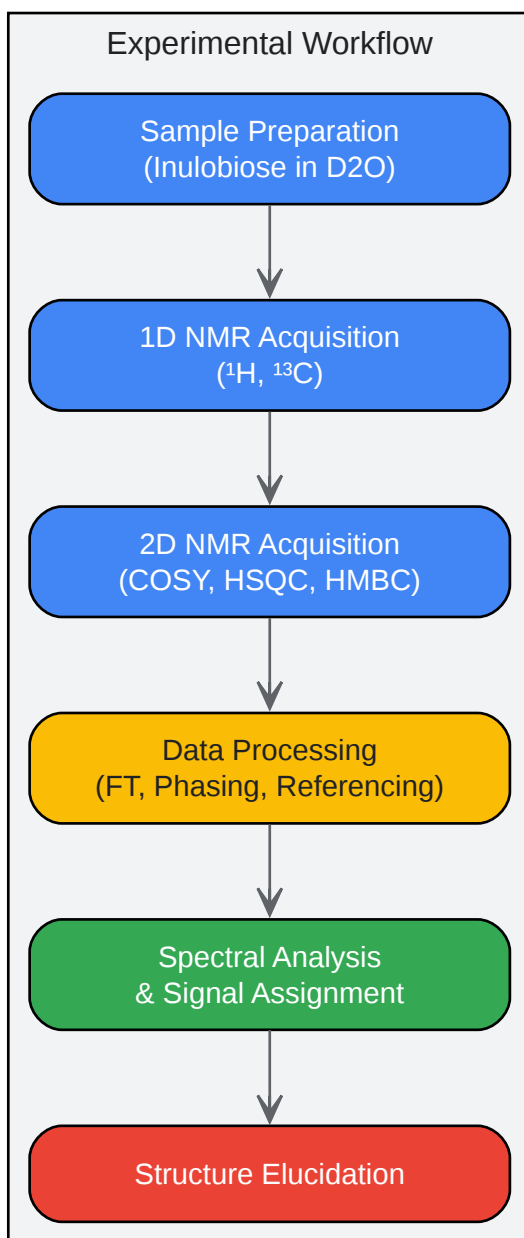 Experimental Workflow
Sample Preparation
(Inulobiose in D2O)
1D NMR Acquisition
(¹H, ¹³C)
2D NMR Acquisition
(COSY, HSQC, HMBC)
Data Processing
(FT, Phasing, Referencing)
Spectral Analysis
& Signal Assignment
Structure Elucidation